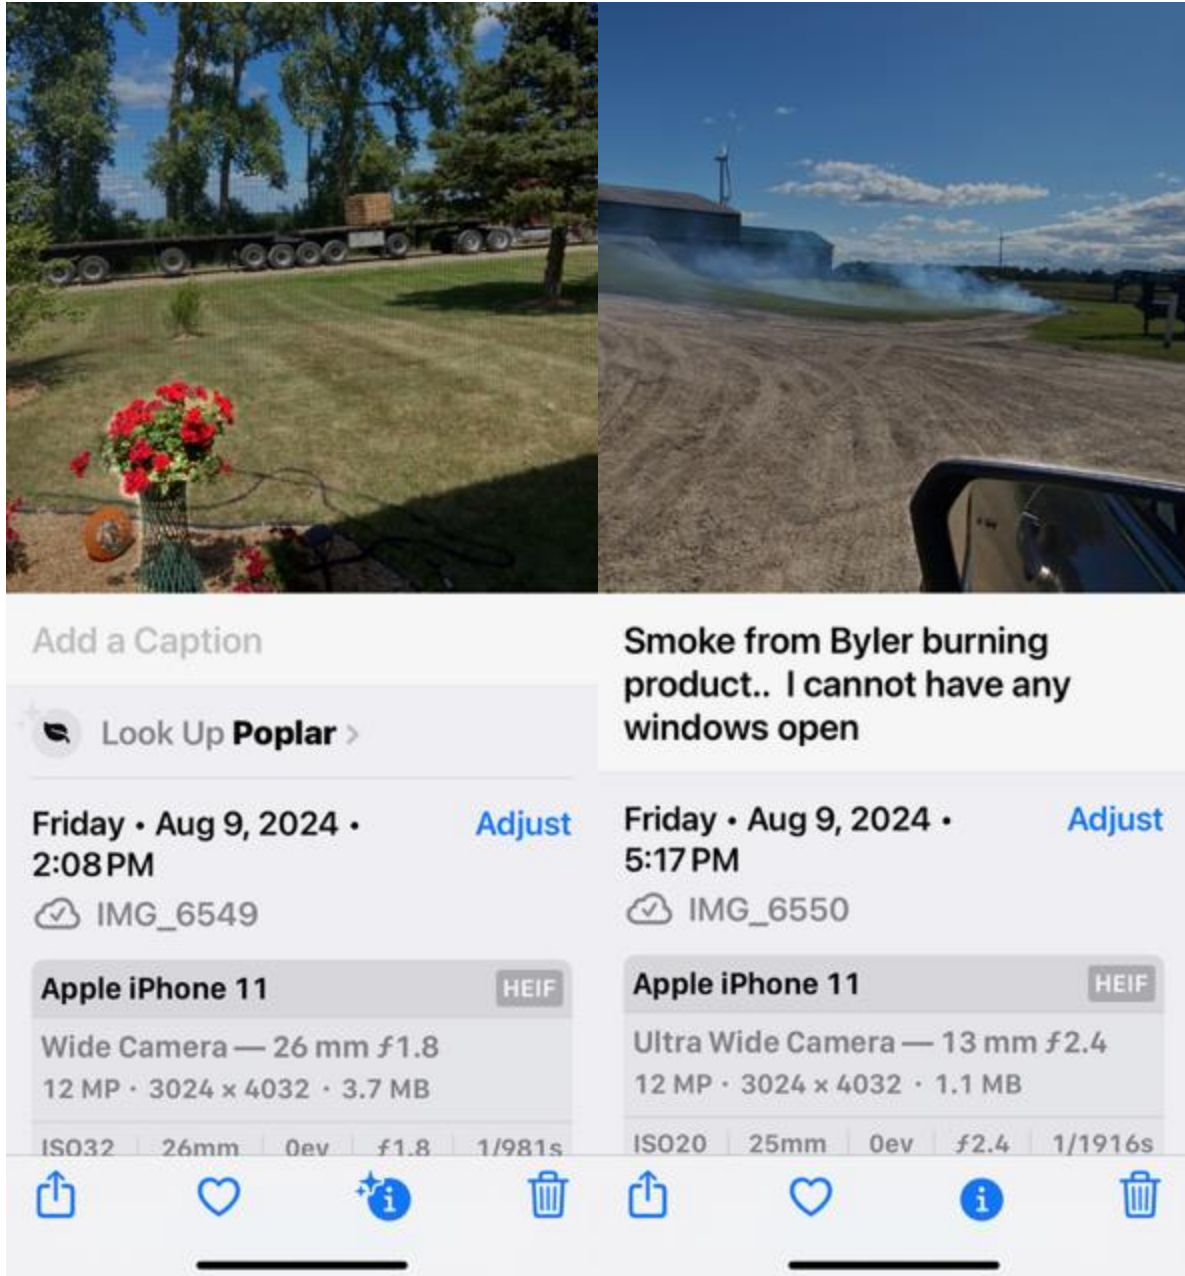 Add a Caption
Look Up Poplar >
Friday • Aug 9, 2024 •
2:08 PM
Adjust
IMG_6549
Apple iPhone 11
HEIF
Wide Camera — 26 mm ƒ1.8
12 MP • 3024 × 4032 • 3.7 MB
ISO32 | 26mm | 0ev | ƒ1.8 | 1/981s
Smoke from Byler burning
product.. I cannot have any
windows open
Friday • Aug 9, 2024 •
5:17 PM
Adjust
IMG_6550
Apple iPhone 11
HEIF
Ultra Wide Camera — 13 mm ƒ2.4
12 MP • 3024 × 4032 • 1.1 MB
ISO20 | 25mm | 0ev | ƒ2.4 | 1/1916s